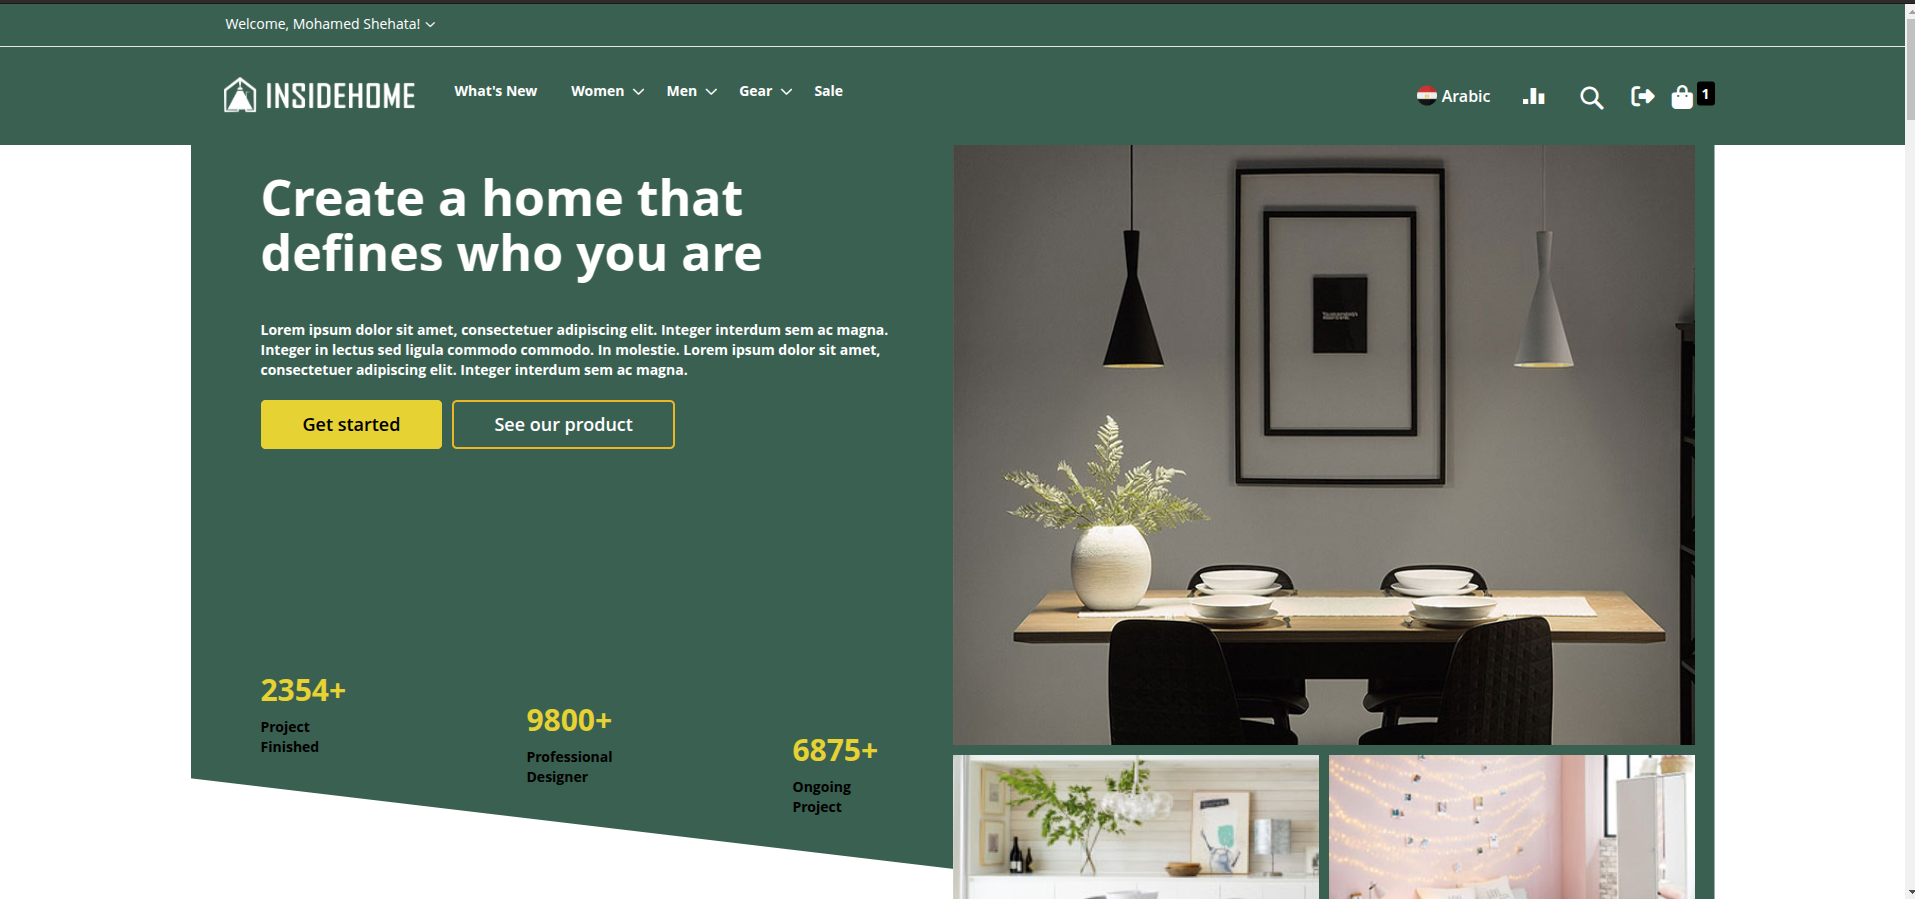 Welcome, Mohamed Shehata!
INSIDEHOME
What's New Women Men Gear Sale
Arabic
1
Create a home that
defines who you are
Lorem ipsum dolor sit amet, consectetuer adipiscing elit. Integer interdum sem ac magna.
Integer in lectus sed ligula commodo commodo. In molestie. Lorem ipsum dolor sit amet,
consectetuer adipiscing elit. Integer interdum sem ac magna.
Get started
See our product
2354+
Project
Finished
9800+
Professional
Designer
6875+
Ongoing
Project